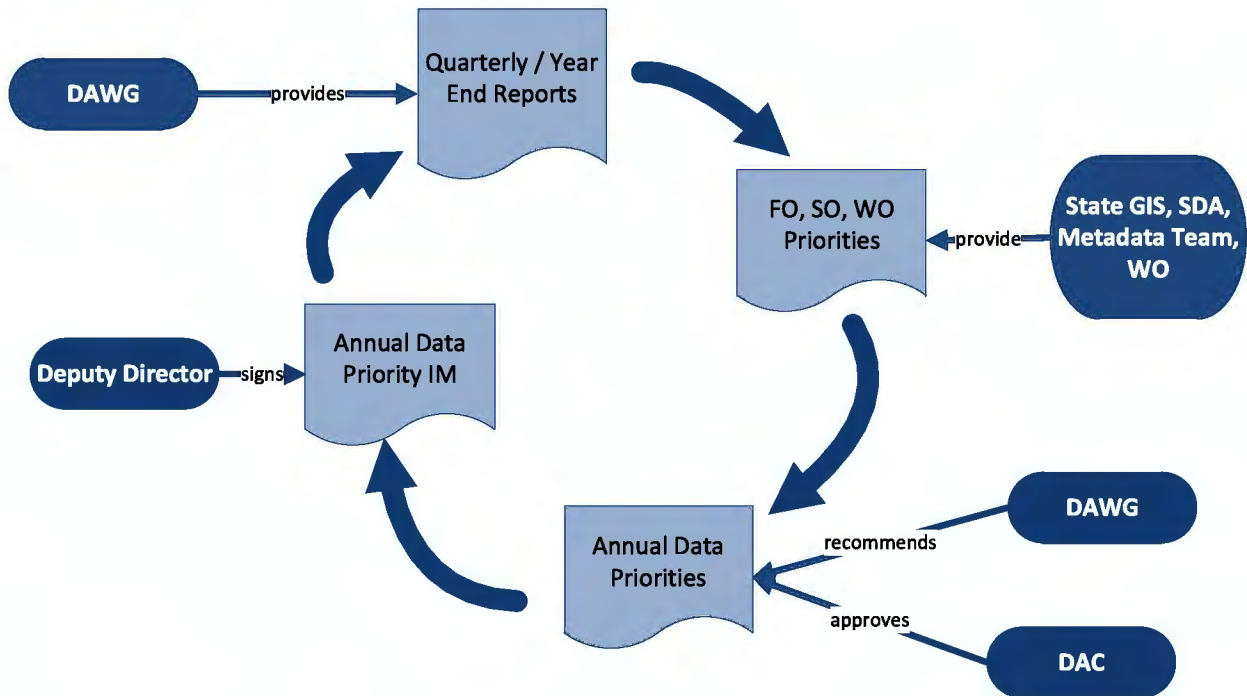 DAWG
provides
Quarterly / Year
End Reports
FO, SO, WO
Priorities
provide
State GIS, SDA,
Metadata Team,
WO
Deputy Director
signs
Annual Data
Priority IM
Annual Data
Priorities
recommends
DAWG
approves
DAC